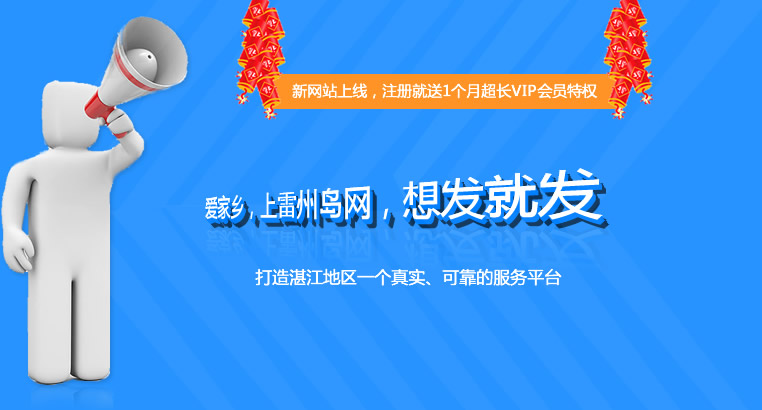 新网站上线，注册就送1个月超长VIP会员特权
爱家乡，上雷州鸟网，想发就发
打造湛江地区一个真实、可靠的服务平台